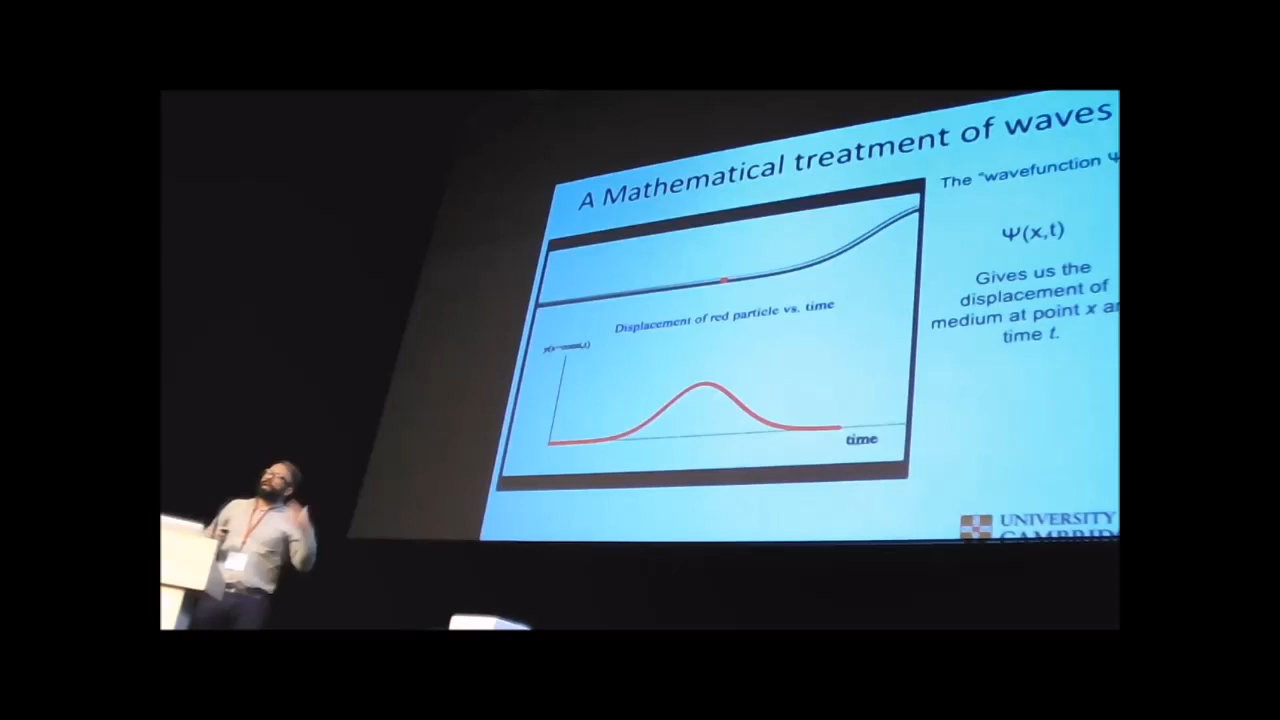 A Mathematical treatment of waves
The "wavefunction Ψ
Ψ(x,t)
Gives us the
displacement of
medium at point x
time t.
Displacement of red particle vs. time
time
UNIVERSITY